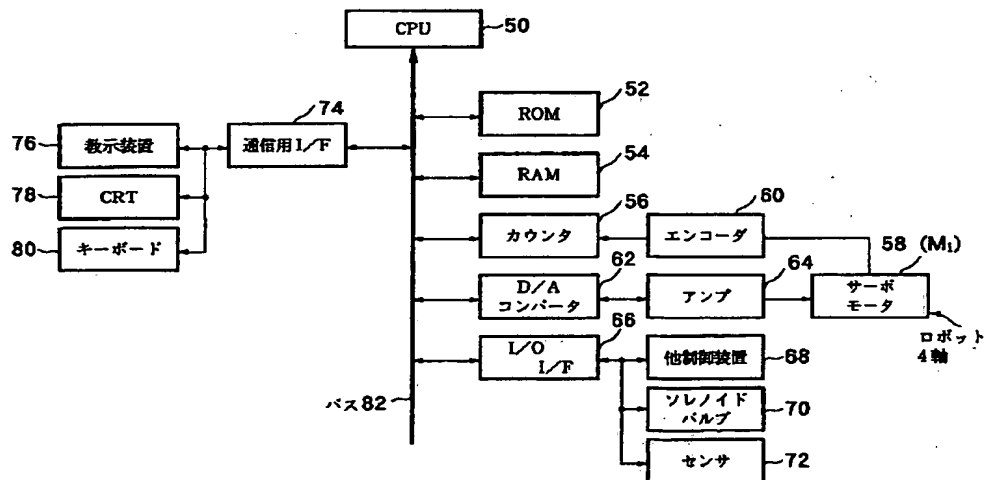 CPU
50
74
52
76
教示装置
通信用I/F
ROM
54
78
CRT
RAM
56
60
80
キーボード
カウンタ
エンコーダ
58 (M₁)
62
64
D/A
コンバータ
アンプ
サーボ
モータ
66
ロボット
4軸
I/O
I/F
他制御装置
68
バス82
ソレノイド
バルブ
70
センサ
72